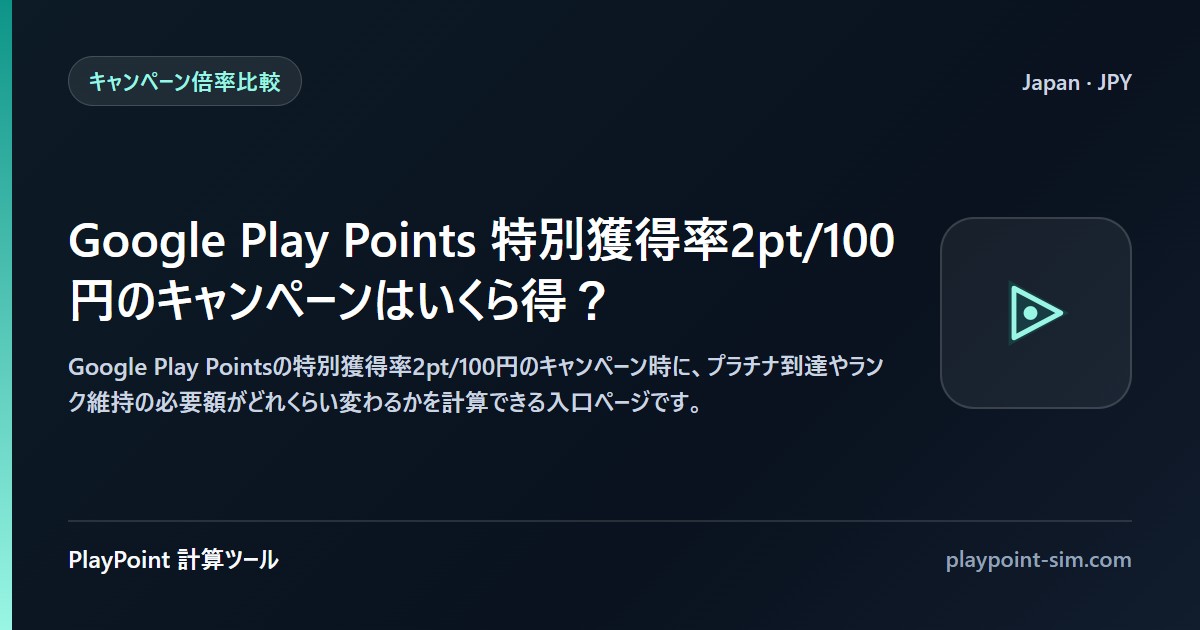 キャンペーン倍率比較
Japan · JPY
Google Play Points 特別獲得率2pt/100
円のキャンペーンはいくら得？
Google Play Pointsの特別獲得率2pt/100円のキャンペーン時に、プラチナ到達やラン
ク維持の必要額がどれくらい変わるかを計算できる入口ページです。
PlayPoint 計算ツール
playpoint-sim.com